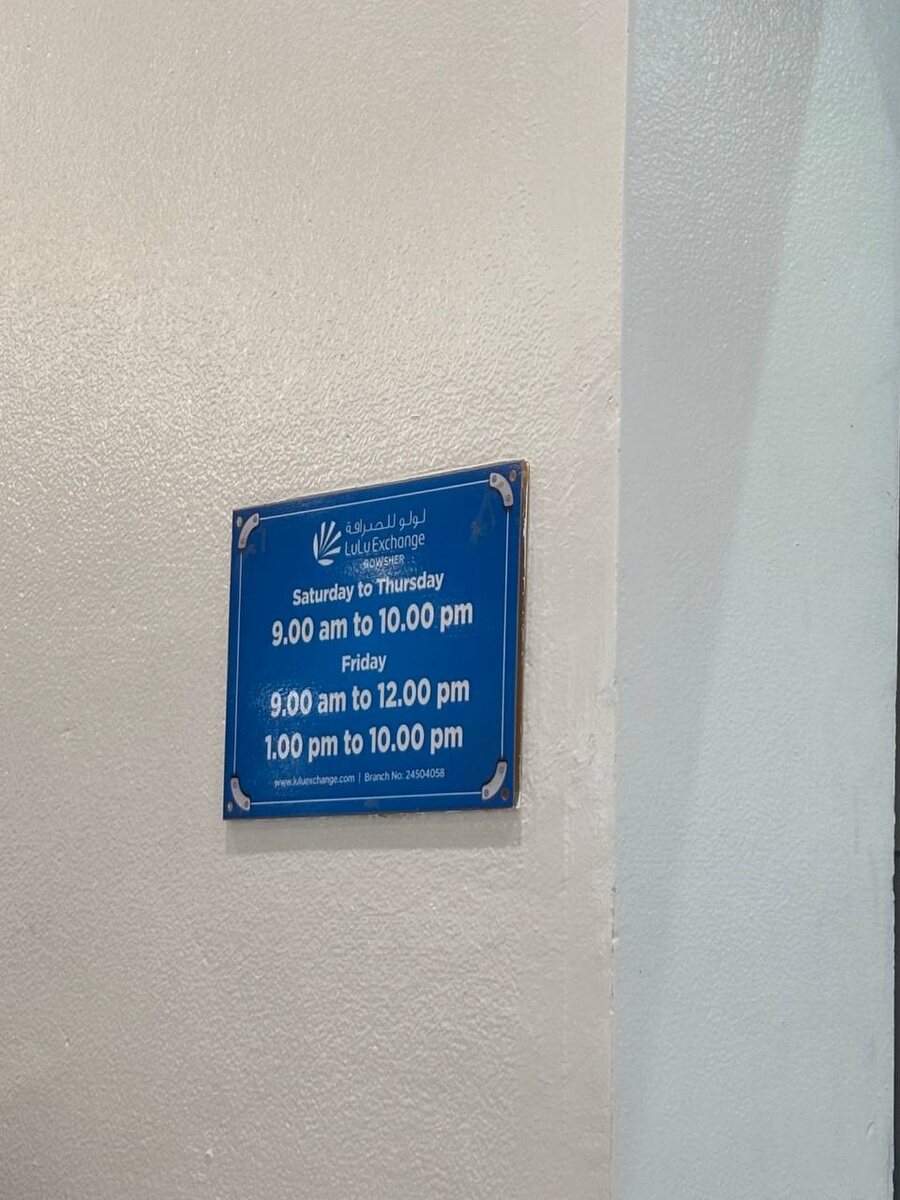 لولو للصرافة
LuLu Exchange
BOWSHER
Saturday to Thursday
9.00 am to 10.00 pm
Friday
9.00 am to 12.00 pm
1.00 pm to 10.00 pm
www.luluexchange.com | Branch No: 24504058